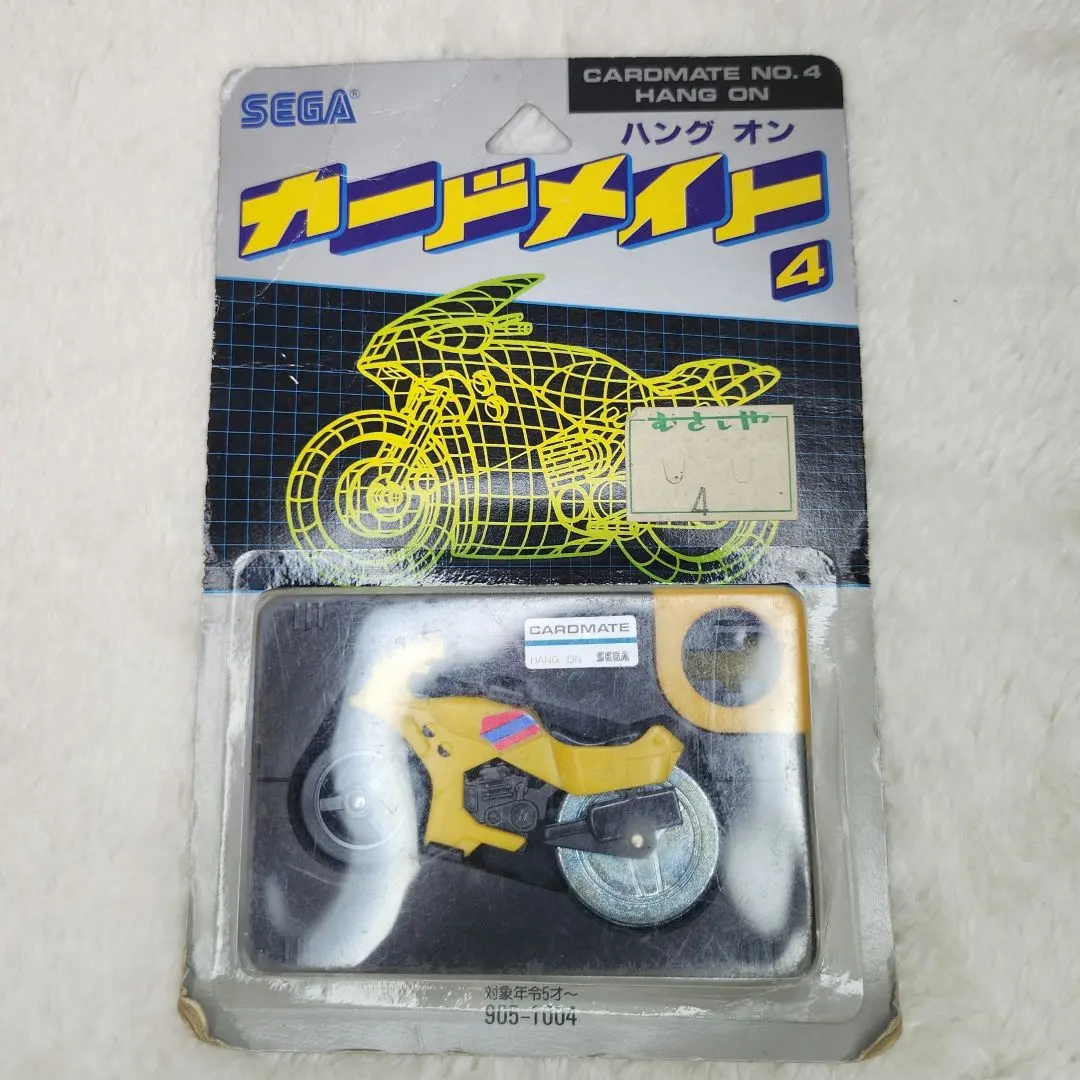 CARDMATE NO.4
HANG ON
SEGA®
ハング オン
カードメイト
4
むさしや
4
CARDMATE
HANG ON SEGA
対象年令5才～
905-1004